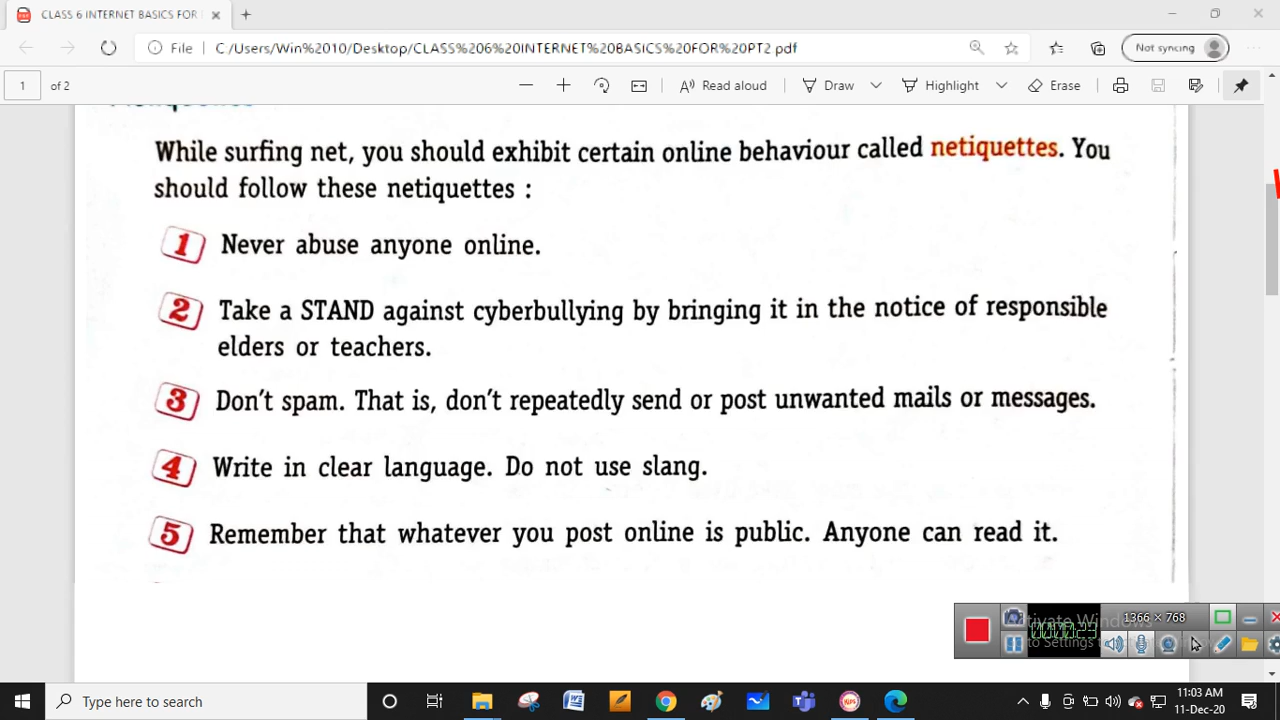 CLASS 6 INTERNET BASICS FOR
File C:/Users/Win%2010/Desktop/CLASS%206%20INTERNET%20BASICS%20FOR%20PT2.pdf
Not syncing
1 of 2
Read aloud Draw Highlight Erase
While surfing net, you should exhibit certain online behaviour called netiquettes. You
should follow these netiquettes :
1 Never abuse anyone online.
2 Take a STAND against cyberbullying by bringing it in the notice of responsible
elders or teachers.
3 Don't spam. That is, don't repeatedly send or post unwanted mails or messages.
4 Write in clear language. Do not use slang.
5 Remember that whatever you post online is public. Anyone can read it.
1366 × 768
Type here to search
11:03 AM
11-Dec-20